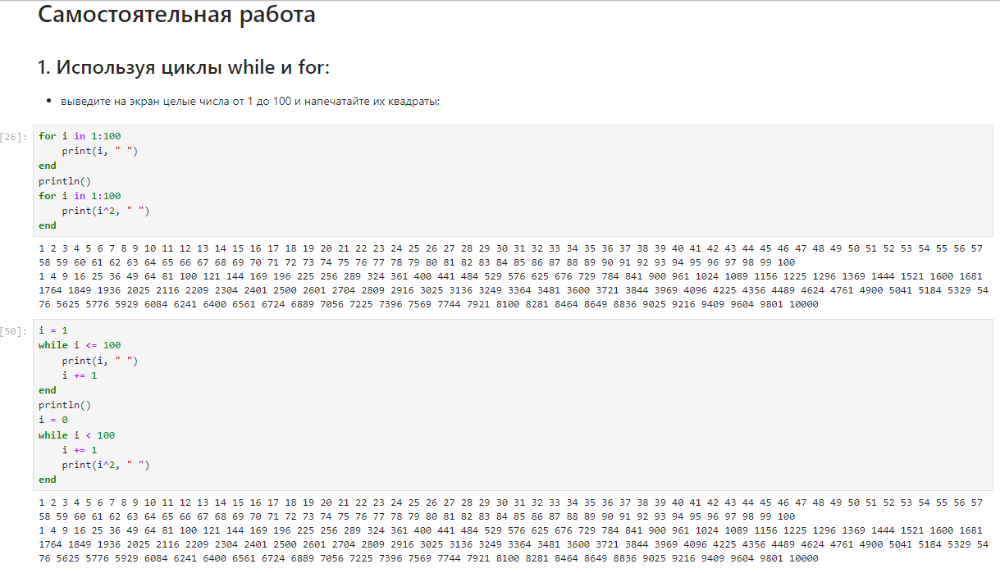 Самостоятельная работа
1. Используя циклы while и for:
• выведите на экран целые числа от 1 до 100 и напечатайте их квадраты;
[26]:
for i in 1:100
    print(i, " ")
end
println()
for i in 1:100
    print(i^2, " ")
end
1 2 3 4 5 6 7 8 9 10 11 12 13 14 15 16 17 18 19 20 21 22 23 24 25 26 27 28 29 30 31 32 33 34 35 36 37 38 39 40 41 42 43 44 45 46 47 48 49 50 51 52 53 54 55 56 57
58 59 60 61 62 63 64 65 66 67 68 69 70 71 72 73 74 75 76 77 78 79 80 81 82 83 84 85 86 87 88 89 90 91 92 93 94 95 96 97 98 99 100
1 4 9 16 25 36 49 64 81 100 121 144 169 196 225 256 289 324 361 400 441 484 529 576 625 676 729 784 841 900 961 1024 1089 1156 1225 1296 1369 1444 1521 1600 1681
1764 1849 1936 2025 2116 2209 2304 2401 2500 2601 2704 2809 2916 3025 3136 3249 3364 3481 3600 3721 3844 3969 4096 4225 4356 4489 4624 4761 4900 5041 5184 5329 54
76 5625 5776 5929 6084 6241 6400 6561 6724 6889 7056 7225 7396 7569 7744 7921 8100 8281 8464 8649 8836 9025 9216 9409 9604 9801 10000
[50]:
i = 1
while i <= 100
    print(i, " ")
    i += 1
end
println()
i = 0
while i < 100
    i += 1
    print(i^2, " ")
end
1 2 3 4 5 6 7 8 9 10 11 12 13 14 15 16 17 18 19 20 21 22 23 24 25 26 27 28 29 30 31 32 33 34 35 36 37 38 39 40 41 42 43 44 45 46 47 48 49 50 51 52 53 54 55 56 57
58 59 60 61 62 63 64 65 66 67 68 69 70 71 72 73 74 75 76 77 78 79 80 81 82 83 84 85 86 87 88 89 90 91 92 93 94 95 96 97 98 99 100
1 4 9 16 25 36 49 64 81 100 121 144 169 196 225 256 289 324 361 400 441 484 529 576 625 676 729 784 841 900 961 1024 1089 1156 1225 1296 1369 1444 1521 1600 1681
1764 1849 1936 2025 2116 2209 2304 2401 2500 2601 2704 2809 2916 3025 3136 3249 3364 3481 3600 3721 3844 3969 4096 4225 4356 4489 4624 4761 4900 5041 5184 5329 54
76 5625 5776 5929 6084 6241 6400 6561 6724 6889 7056 7225 7396 7569 7744 7921 8100 8281 8464 8649 8836 9025 9216 9409 9604 9801 10000